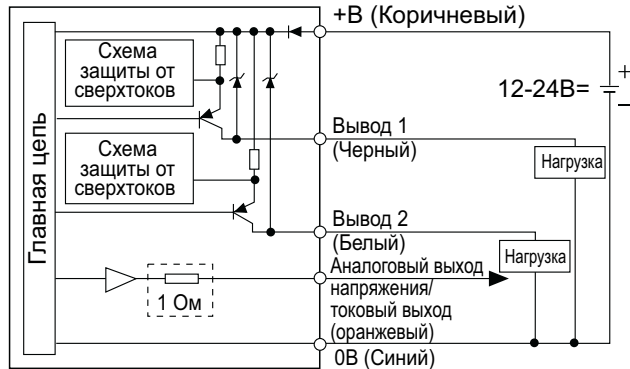 +В (Коричневый)
Схема
защиты от
сверхтоков
12-24В=
+
−
Вывод 1
(Черный)
Нагрузка
Схема
защиты от
сверхтоков
Главная цепь
Вывод 2
(Белый)
Нагрузка
Аналоговый выход
напряжения/
токовый выход
(оранжевый)
1 Ом
0В (Синий)